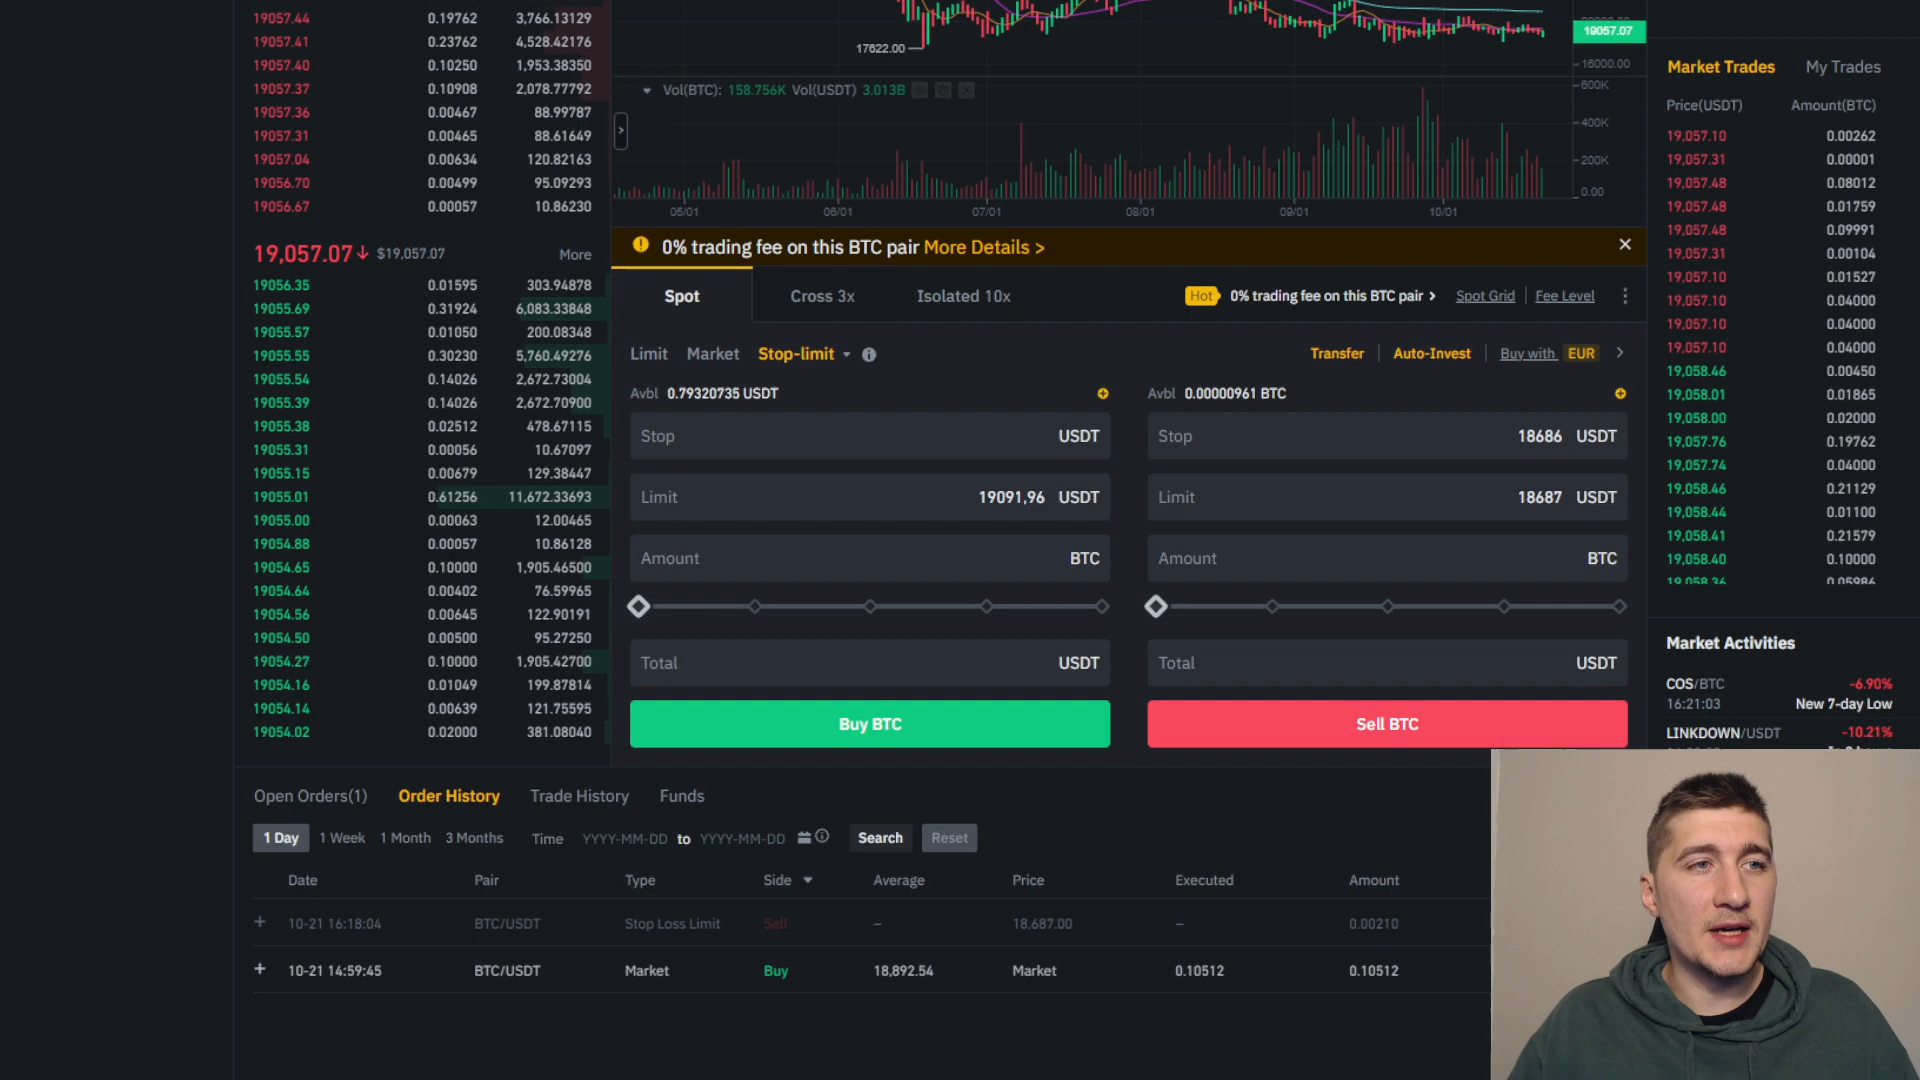 19057.44 0.19762 3,766.13129
19057.41 0.23762 4,528.42176
19057.40 0.10250 1,953.38350
19057.37 0.10908 2,078.77792
19057.36 0.00467 88.99787
19057.31 0.00465 88.61649
19057.04 0.00634 120.82163
19056.70 0.00499 95.09293
19056.67 0.00057 10.86230
19,057.07↓ $19,057.07 More
19056.35 0.01595 303.94878
19055.69 0.31924 6,083.33848
19055.57 0.01050 200.08348
19055.55 0.30230 5,760.49276
19055.54 0.14026 2,672.73004
19055.39 0.14026 2,672.70900
19055.38 0.02512 478.67115
19055.31 0.00056 10.67097
19055.15 0.00679 129.38447
19055.01 0.61256 11,672.33693
19055.00 0.00063 12.00465
19054.88 0.00057 10.86128
19054.65 0.10000 1,905.46500
19054.64 0.00402 76.59965
19054.56 0.00645 122.90191
19054.50 0.00500 95.27250
19054.27 0.10000 1,905.42700
19054.16 0.01049 199.87814
19054.14 0.00639 121.75595
19054.02 0.02000 381.08040
17622.00
19057.07
16000.00
Vol(BTC): 158.756K Vol(USDT) 3.013B
600K
400K
200K
0.00
05/01 06/01 07/01 08/01 09/01 10/01
0% trading fee on this BTC pair More Details >
Spot Cross 3x Isolated 10x
Hot 0% trading fee on this BTC pair > Spot Grid Fee Level
Limit Market Stop-limit
Transfer Auto-Invest Buy with EUR
Avbl 0.79320735 USDT
Stop USDT
Limit 19091,96 USDT
Amount BTC
Total USDT
Buy BTC
Avbl 0.00000961 BTC
Stop 18686 USDT
Limit 18687 USDT
Amount BTC
Total USDT
Sell BTC
Market Trades My Trades
Price(USDT) Amount(BTC)
19,057.10 0.00262
19,057.31 0.00001
19,057.48 0.08012
19,057.48 0.01759
19,057.48 0.09991
19,057.31 0.00104
19,057.10 0.01527
19,057.10 0.04000
19,057.10 0.04000
19,057.10 0.04000
19,058.46 0.00450
19,058.01 0.01865
19,058.00 0.02000
19,057.76 0.19762
19,057.74 0.04000
19,058.46 0.21129
19,058.44 0.01100
19,058.41 0.21579
19,058.40 0.10000
19,058.36 0.05986
Market Activities
COS/BTC -6.90%
16:21:03 New 7-day Low
LINKDOWN/USDT -10.21%
Open Orders(1) Order History Trade History Funds
1 Day 1 Week 1 Month 3 Months Time YYYY-MM-DD to YYYY-MM-DD Search Reset
Date Pair Type Side Average Price Executed Amount
10-21 16:18:04 BTC/USDT Stop Loss Limit Sell – 18,687.00 – 0.00210
10-21 14:59:45 BTC/USDT Market Buy 18,892.54 Market 0.10512 0.10512